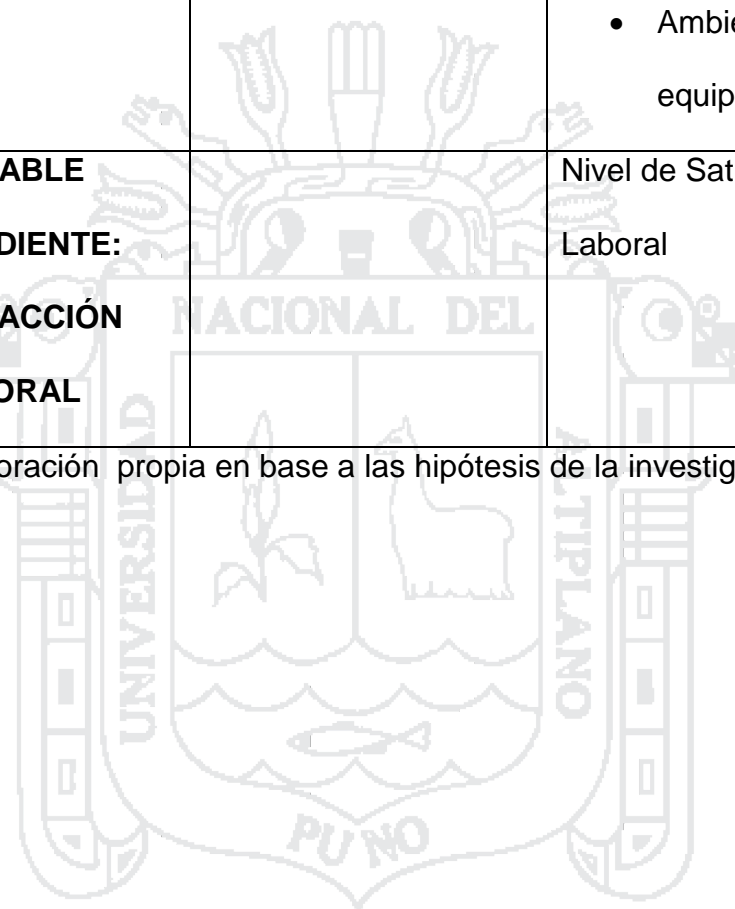 Ambie
equip
ABLE
DIENTE:
ACCIÓN
ORAL
Nivel de Sat
Laboral
oración propia en base a las hipótesis de la investig
NACIONAL DEL
UNIVERSIDAD
ALTIPLANO
PUNO